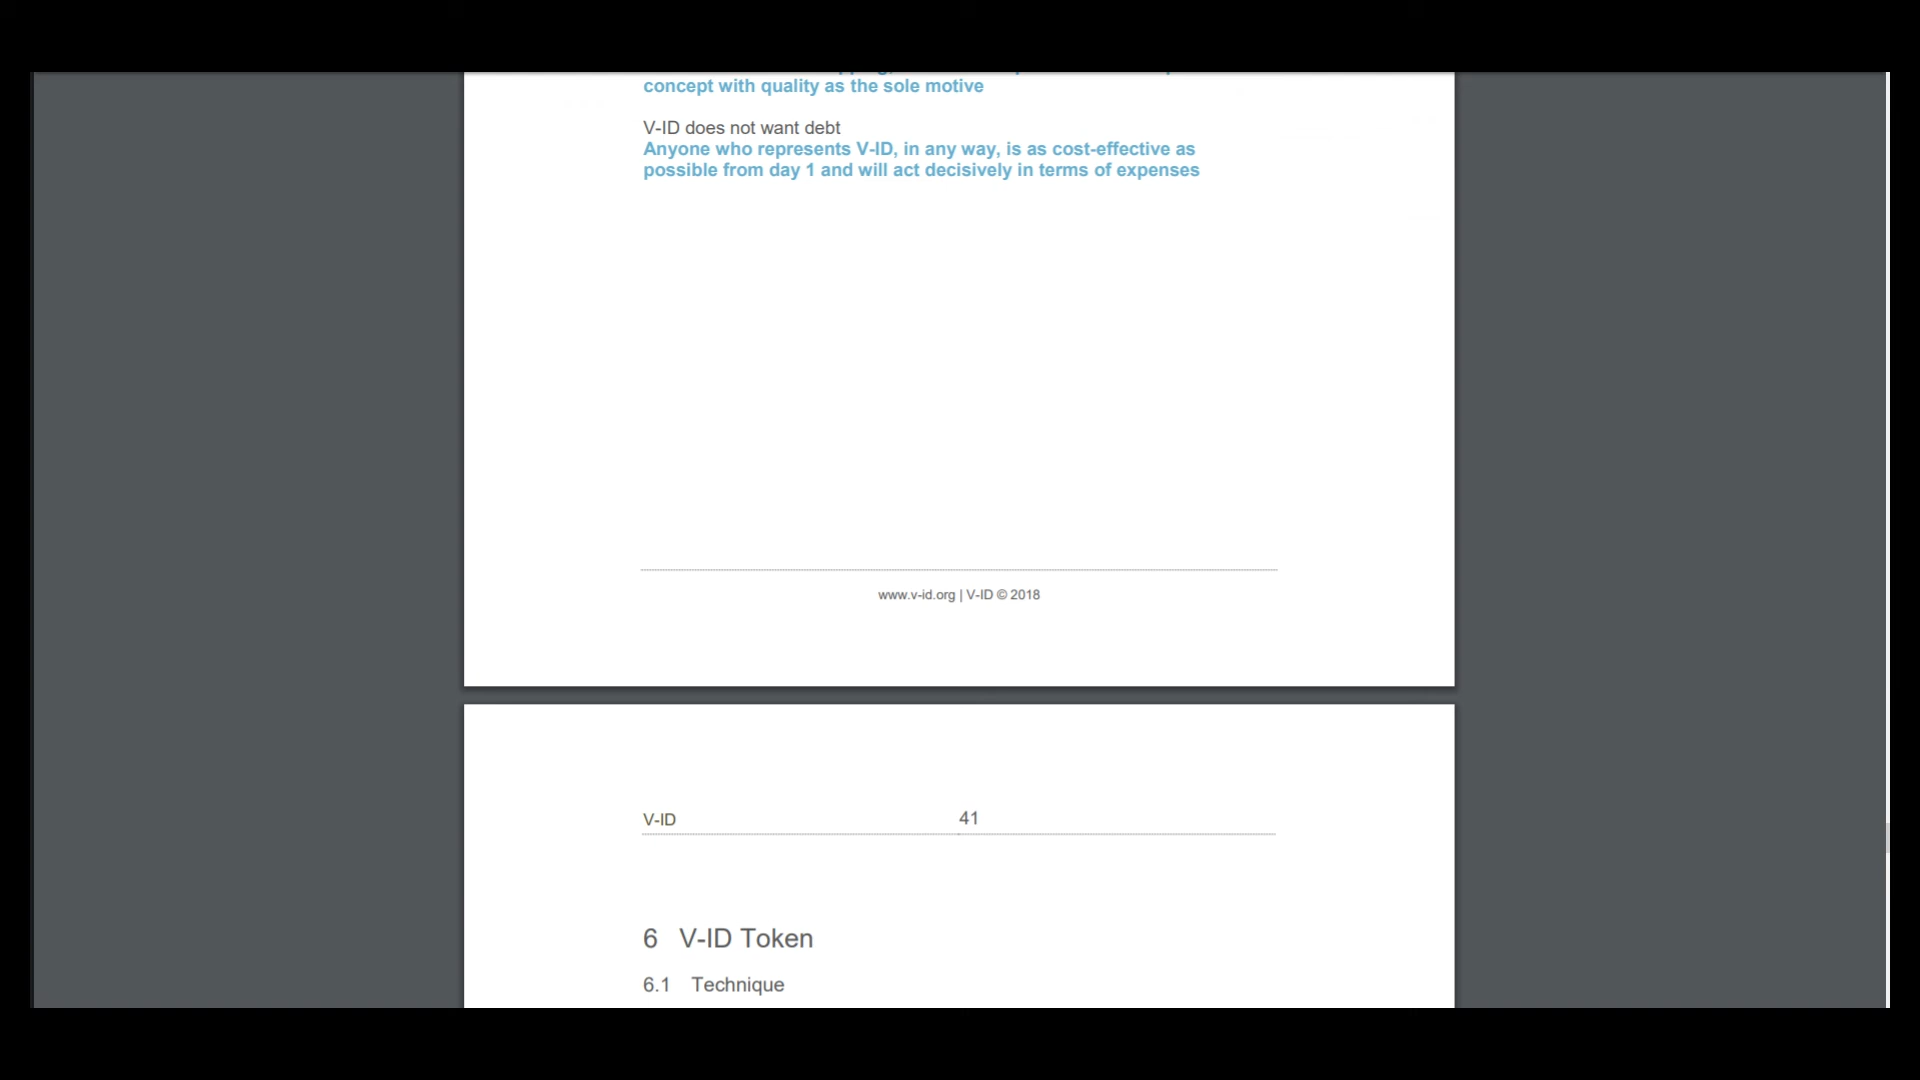 concept with quality as the sole motive
V-ID does not want debt
Anyone who represents V-ID, in any way, is as cost-effective as
possible from day 1 and will act decisively in terms of expenses
www.v-id.org | V-ID © 2018
V-ID 41
6 V-ID Token
6.1 Technique